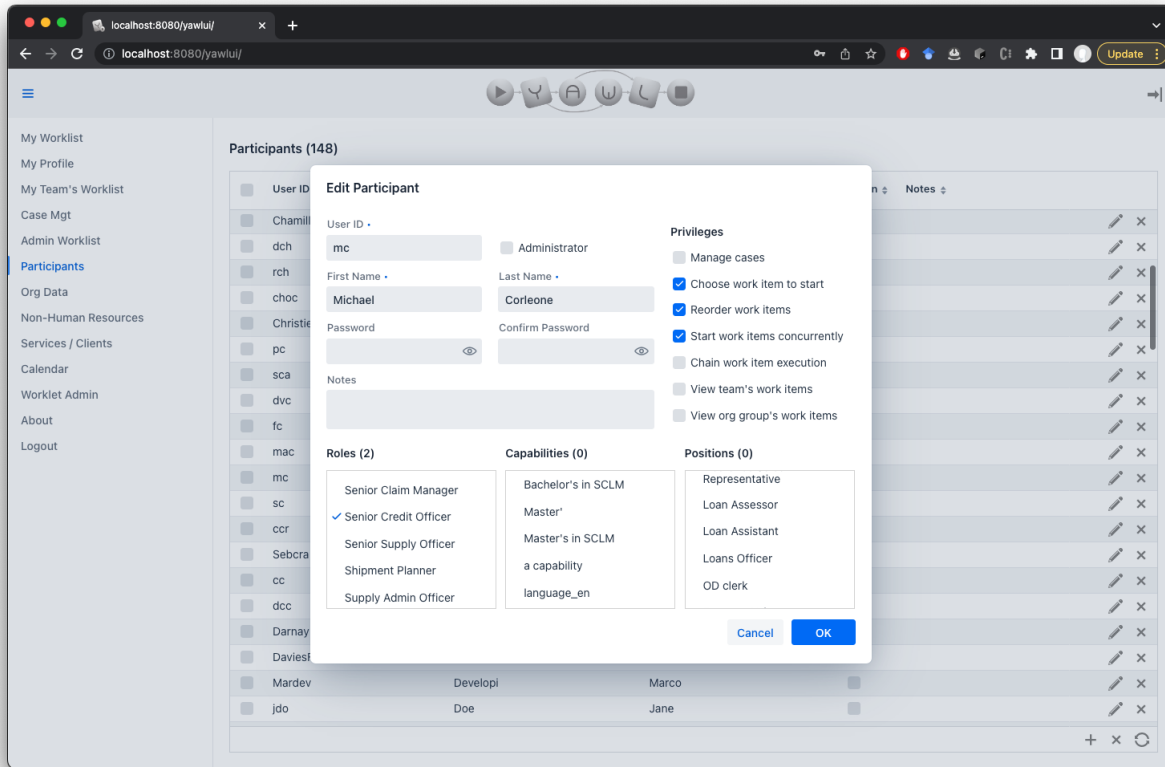 localhost:8080/yawlui/
localhost:8080/yawlui/
Update
YAWL
My Worklist
My Profile
My Team's Worklist
Case Mgt
Admin Worklist
Participants
Org Data
Non-Human Resources
Services / Clients
Calendar
Worklet Admin
About
Logout
Participants (148)
User ID
n
Notes
Chamill
dch
rch
choc
Christie
pc
sca
dvc
fc
mac
mc
sc
ccr
Sebcra
cc
dcc
Darnay
Davies
Mardev Developi Marco
jdo Doe Jane
Edit Participant
User ID •
mc
Administrator
First Name •
Last Name •
Michael
Corleone
Password
Confirm Password
Notes
Privileges
Manage cases
Choose work item to start
Reorder work items
Start work items concurrently
Chain work item execution
View team's work items
View org group's work items
Roles (2)
Senior Claim Manager
Senior Credit Officer
Senior Supply Officer
Shipment Planner
Supply Admin Officer
Capabilities (0)
Bachelor's in SCLM
Master'
Master's in SCLM
a capability
language_en
Positions (0)
Representative
Loan Assessor
Loan Assistant
Loans Officer
OD clerk
Cancel
OK